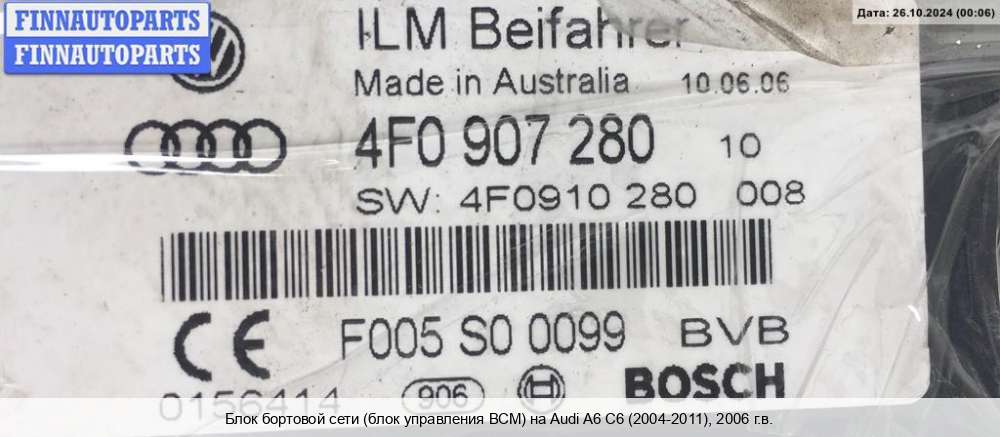 FINNAUTOPARTS
FINNAUTOPARTS
Дата: 26.10.2024 (00:06)
ILM Beifahrer
Made in Australia 10.06.06
4F0 907 280 10
SW: 4F0910 280 008
CE F005 S0 0099 BVB
0156414 906 BOSCH
Блок бортовой сети (блок управления BCM) на Audi A6 C6 (2004-2011), 2006 г.в.